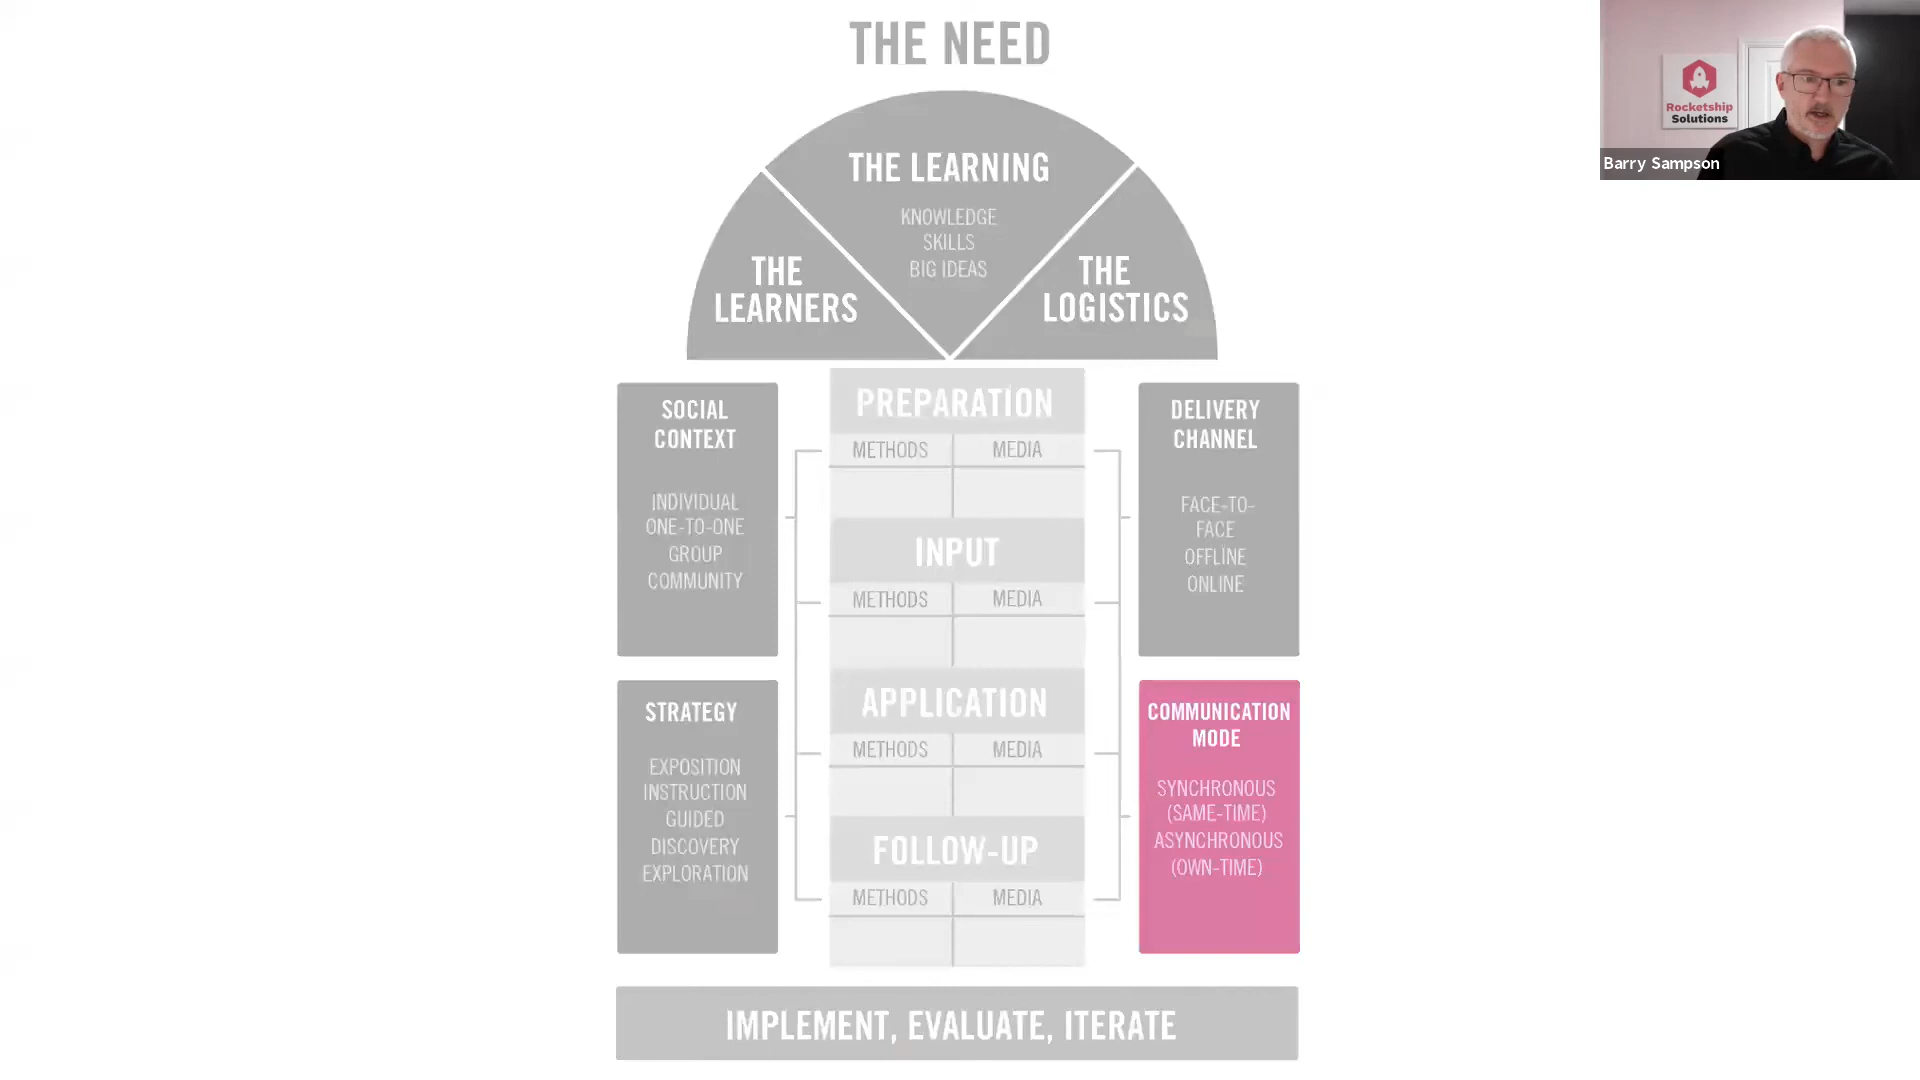 THE NEED
THE LEARNING
KNOWLEDGE
SKILLS
BIG IDEAS
THE
LEARNERS
THE
LOGISTICS
SOCIAL
CONTEXT
INDIVIDUAL
ONE-TO-ONE
GROUP
COMMUNITY
STRATEGY
EXPOSITION
INSTRUCTION
GUIDED
DISCOVERY
EXPLORATION
PREPARATION
METHODS MEDIA
INPUT
METHODS MEDIA
APPLICATION
METHODS MEDIA
FOLLOW-UP
METHODS MEDIA
DELIVERY
CHANNEL
FACE-TO-
FACE
OFFLINE
ONLINE
COMMUNICATION
MODE
SYNCHRONOUS
(SAME-TIME)
ASYNCHRONOUS
(OWN-TIME)
IMPLEMENT, EVALUATE, ITERATE
Rocketship
Solutions
Barry Sampson